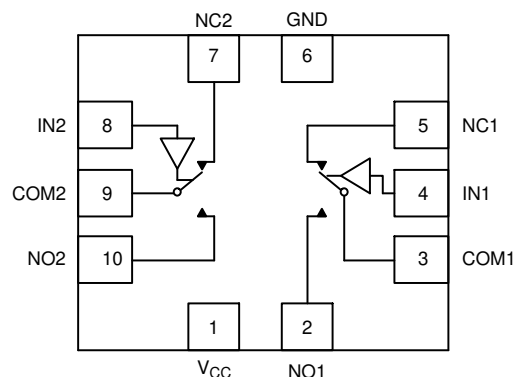 NC2 GND
7 6
IN2 8 5 NC1
COM2 9 4 IN1
NO2 10 3 COM1
1 2
VCC NO1